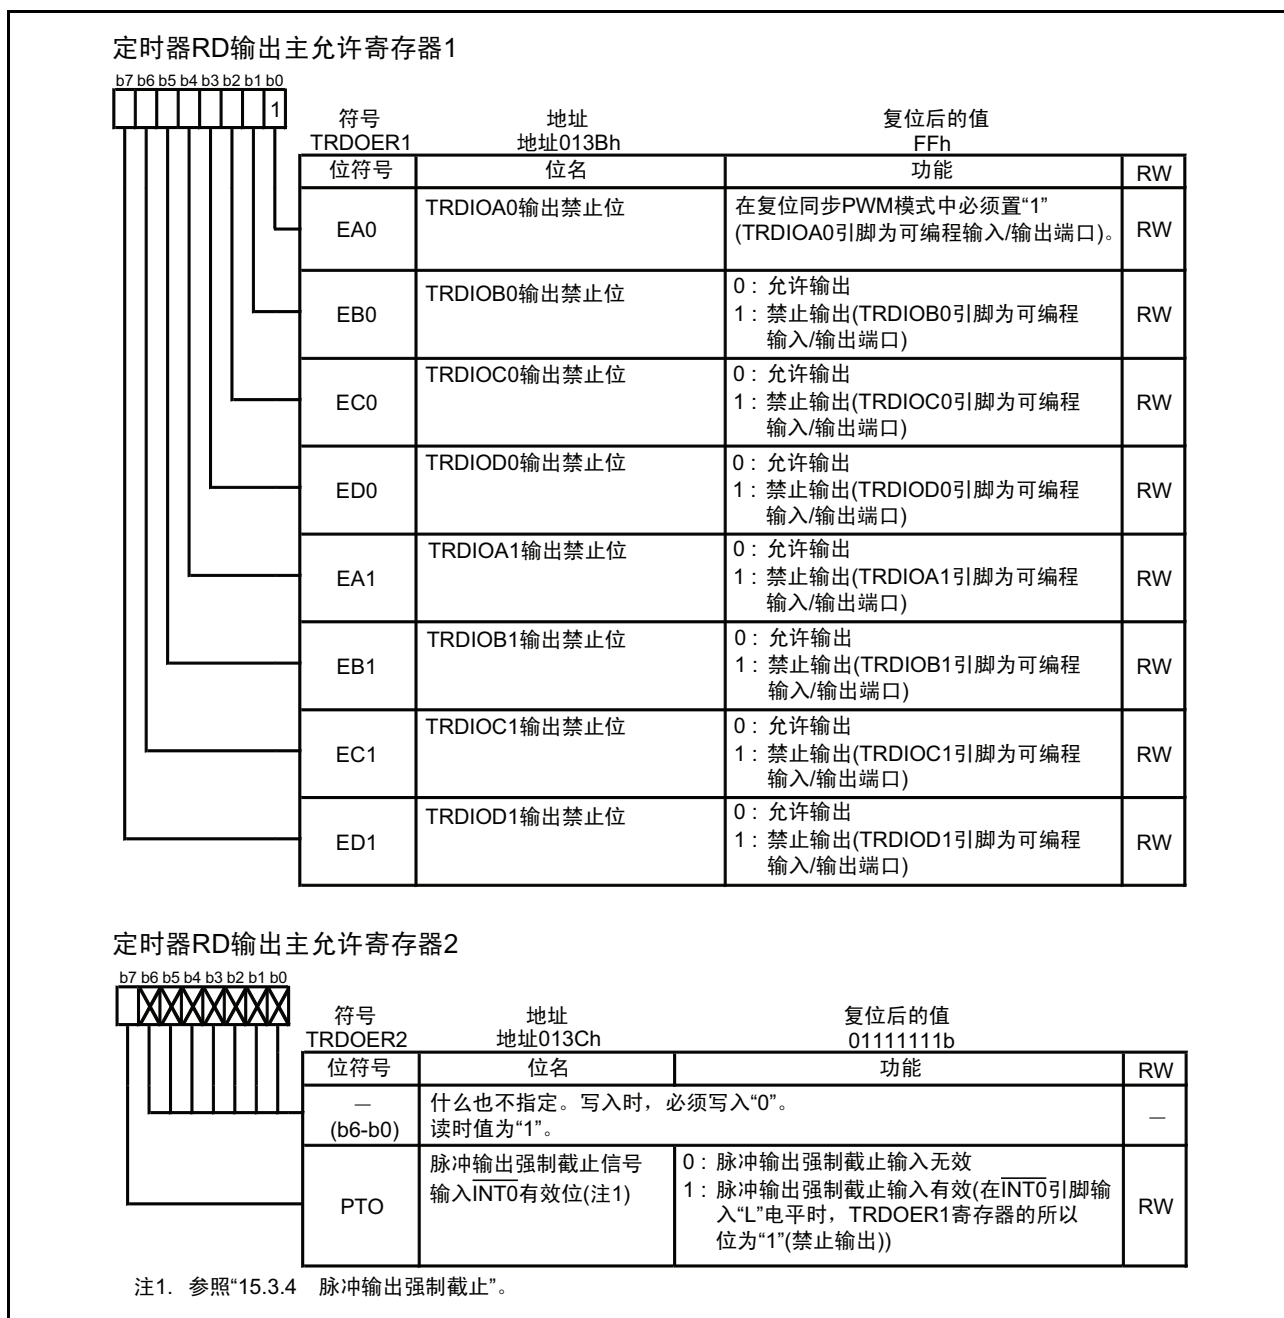 定时器RD输出主允许寄存器1
b7 b6 b5 b4 b3 b2 b1 b0
1
符号 地址 复位后的值
TRDOER1 地址013Bh FFh
位符号 位名 功能 RW
EA0 TRDIOA0输出禁止位 在复位同步PWM模式中必须置“1”
(TRDIOA0引脚为可编程输入/输出端口)。 RW
EB0 TRDIOB0输出禁止位 0：允许输出
1：禁止输出(TRDIOB0引脚为可编程
输入/输出端口) RW
EC0 TRDIOC0输出禁止位 0：允许输出
1：禁止输出(TRDIOC0引脚为可编程
输入/输出端口) RW
ED0 TRDIOD0输出禁止位 0：允许输出
1：禁止输出(TRDIOD0引脚为可编程
输入/输出端口) RW
EA1 TRDIOA1输出禁止位 0：允许输出
1：禁止输出(TRDIOA1引脚为可编程
输入/输出端口) RW
EB1 TRDIOB1输出禁止位 0：允许输出
1：禁止输出(TRDIOB1引脚为可编程
输入/输出端口) RW
EC1 TRDIOC1输出禁止位 0：允许输出
1：禁止输出(TRDIOC1引脚为可编程
输入/输出端口) RW
ED1 TRDIOD1输出禁止位 0：允许输出
1：禁止输出(TRDIOD1引脚为可编程
输入/输出端口) RW
定时器RD输出主允许寄存器2
b7 b6 b5 b4 b3 b2 b1 b0
符号 地址 复位后的值
TRDOER2 地址013Ch 01111111b
位符号 位名 功能 RW
— 什么也不指定。写入时，必须写入“0”。 —
(b6-b0) 读时值为“1”。
PTO 脉冲输出强制截止信号
输入INT0有效位(注1) 0：脉冲输出强制截止输入无效
1：脉冲输出强制截止输入有效(在INT0引脚输
入“L”电平时，TRDOER1寄存器的所以
位为“1”(禁止输出)) RW
注1. 参照“15.3.4 脉冲输出强制截止”。